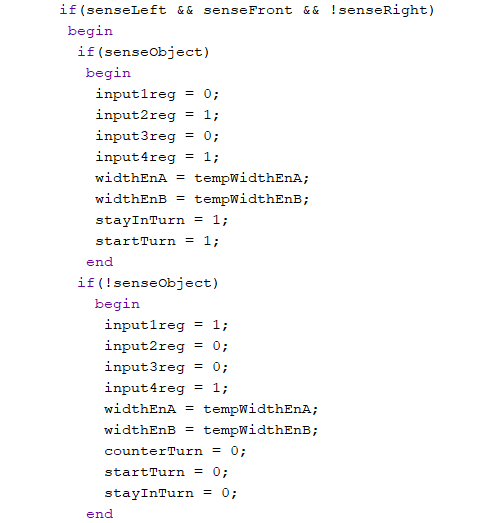 if(senseLeft && senseFront && !senseRight)
begin
if(senseObject)
begin
input1reg = 0;
input2reg = 1;
input3reg = 0;
input4reg = 1;
widthEnA = tempWidthEnA;
widthEnB = tempWidthEnB;
stayInTurn = 1;
startTurn = 1;
end
if(!senseObject)
begin
input1reg = 1;
input2reg = 0;
input3reg = 0;
input4reg = 1;
widthEnA = tempWidthEnA;
widthEnB = tempWidthEnB;
counterTurn = 0;
startTurn = 0;
stayInTurn = 0;
end